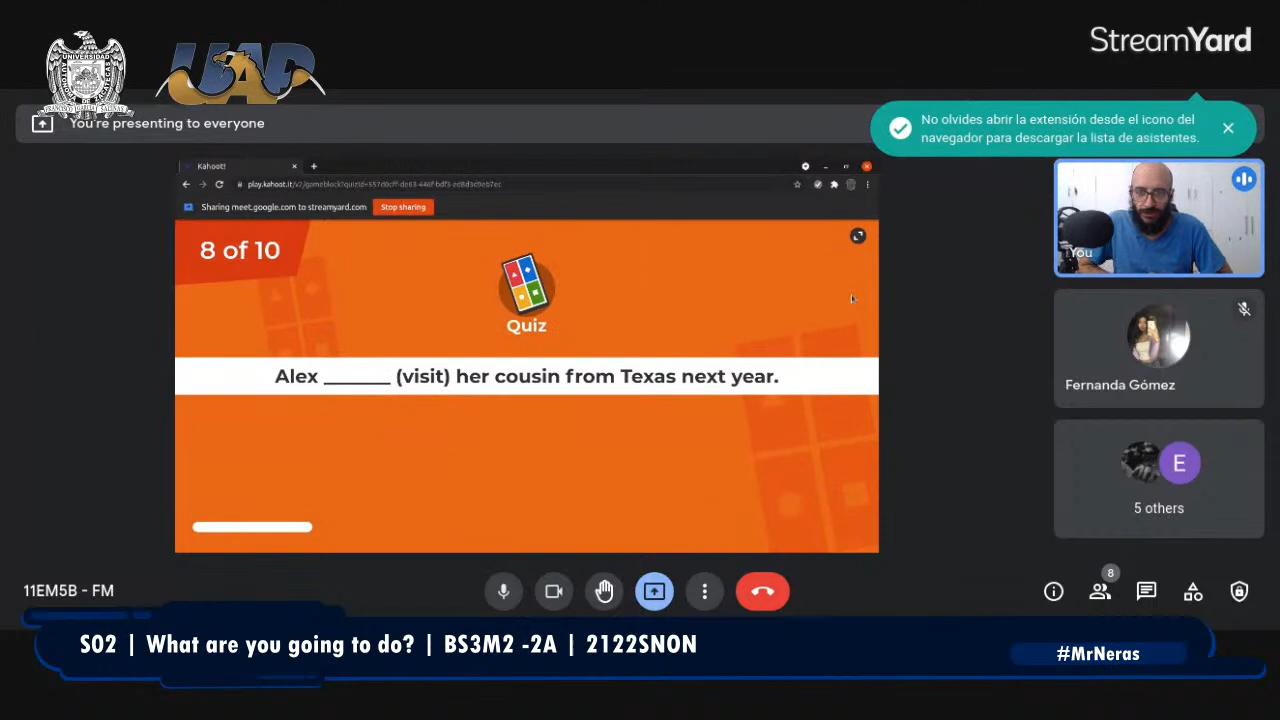 StreamYard
UNIVERSIDAD
UAP
You're presenting to everyone
No olvides abrir la extensión desde el icono del
navegador para descargar la lista de asistentes.
Kahoot!
Sharing meet.google.com to streamyard.com
Stop sharing
8 of 10
Quiz
Alex ______ (visit) her cousin from Texas next year.
You
Fernanda Gómez
E
5 others
11EM5B - FM
8
S02 | What are you going to do? | BS3M2 -2A | 2122SNON
#MrNeras